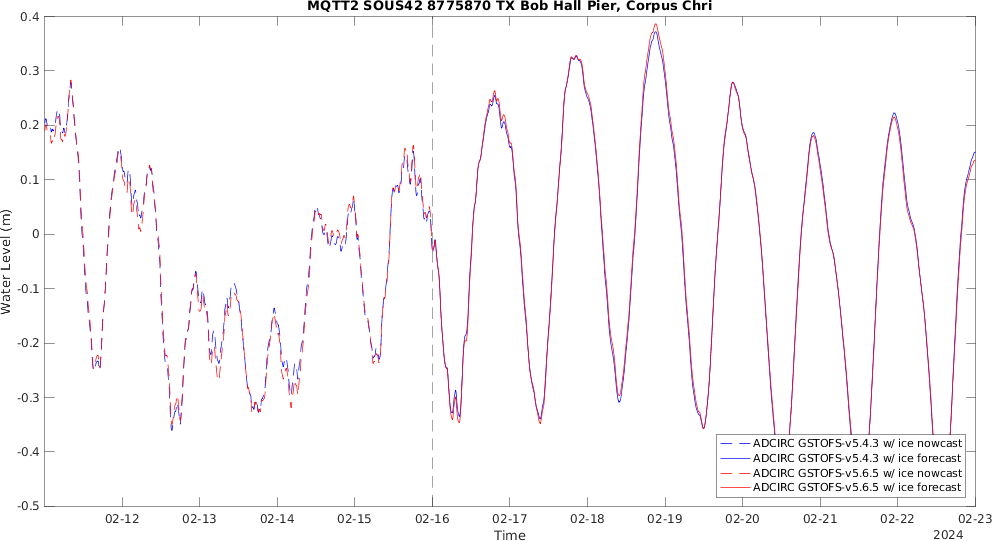 MQTT2 SOUS42 8775870 TX Bob Hall Pier, Corpus Chri
0.4
0.3
0.2
0.1
0
-0.1
-0.2
-0.3
-0.4
-0.5
Water Level (m)
ADCIRC GSTOFS-v5.4.3 w/ ice nowcast
ADCIRC GSTOFS-v5.4.3 w/ ice forecast
ADCIRC GSTOFS-v5.6.5 w/ ice nowcast
ADCIRC GSTOFS-v5.6.5 w/ ice forecast
02-12 02-13 02-14 02-15 02-16 02-17 02-18 02-19 02-20 02-21 02-22 02-23
Time
2024